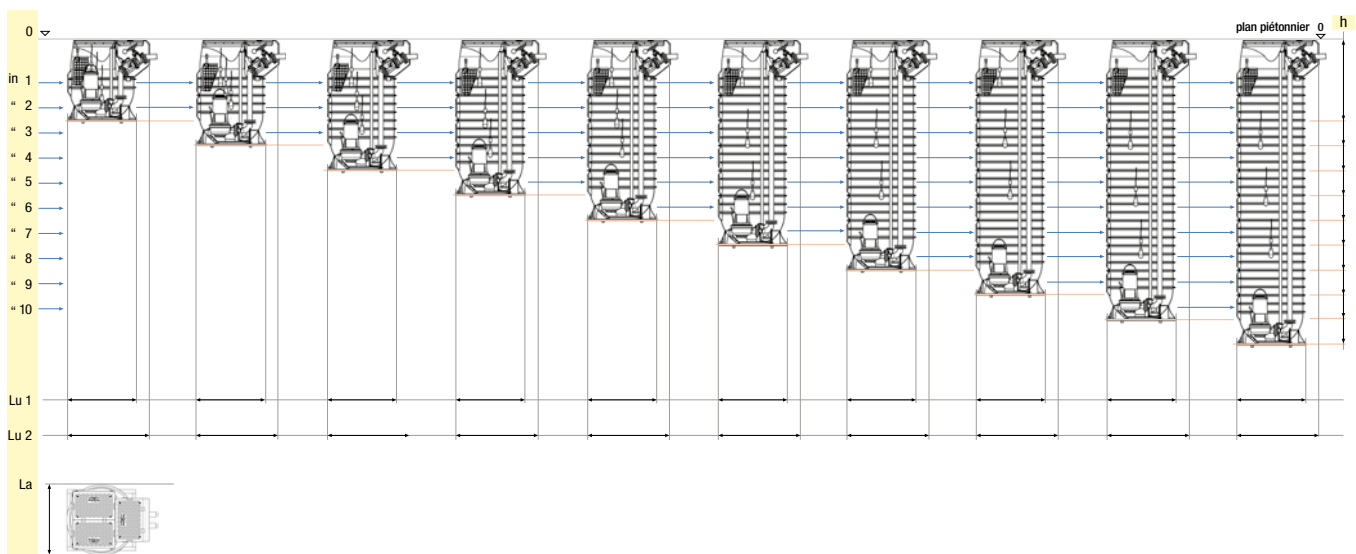 0
plan piétonnier 0
h
in 1
“ 2
“ 3
“ 4
“ 5
“ 6
“ 7
“ 8
“ 9
“ 10
Lu 1
Lu 2
La